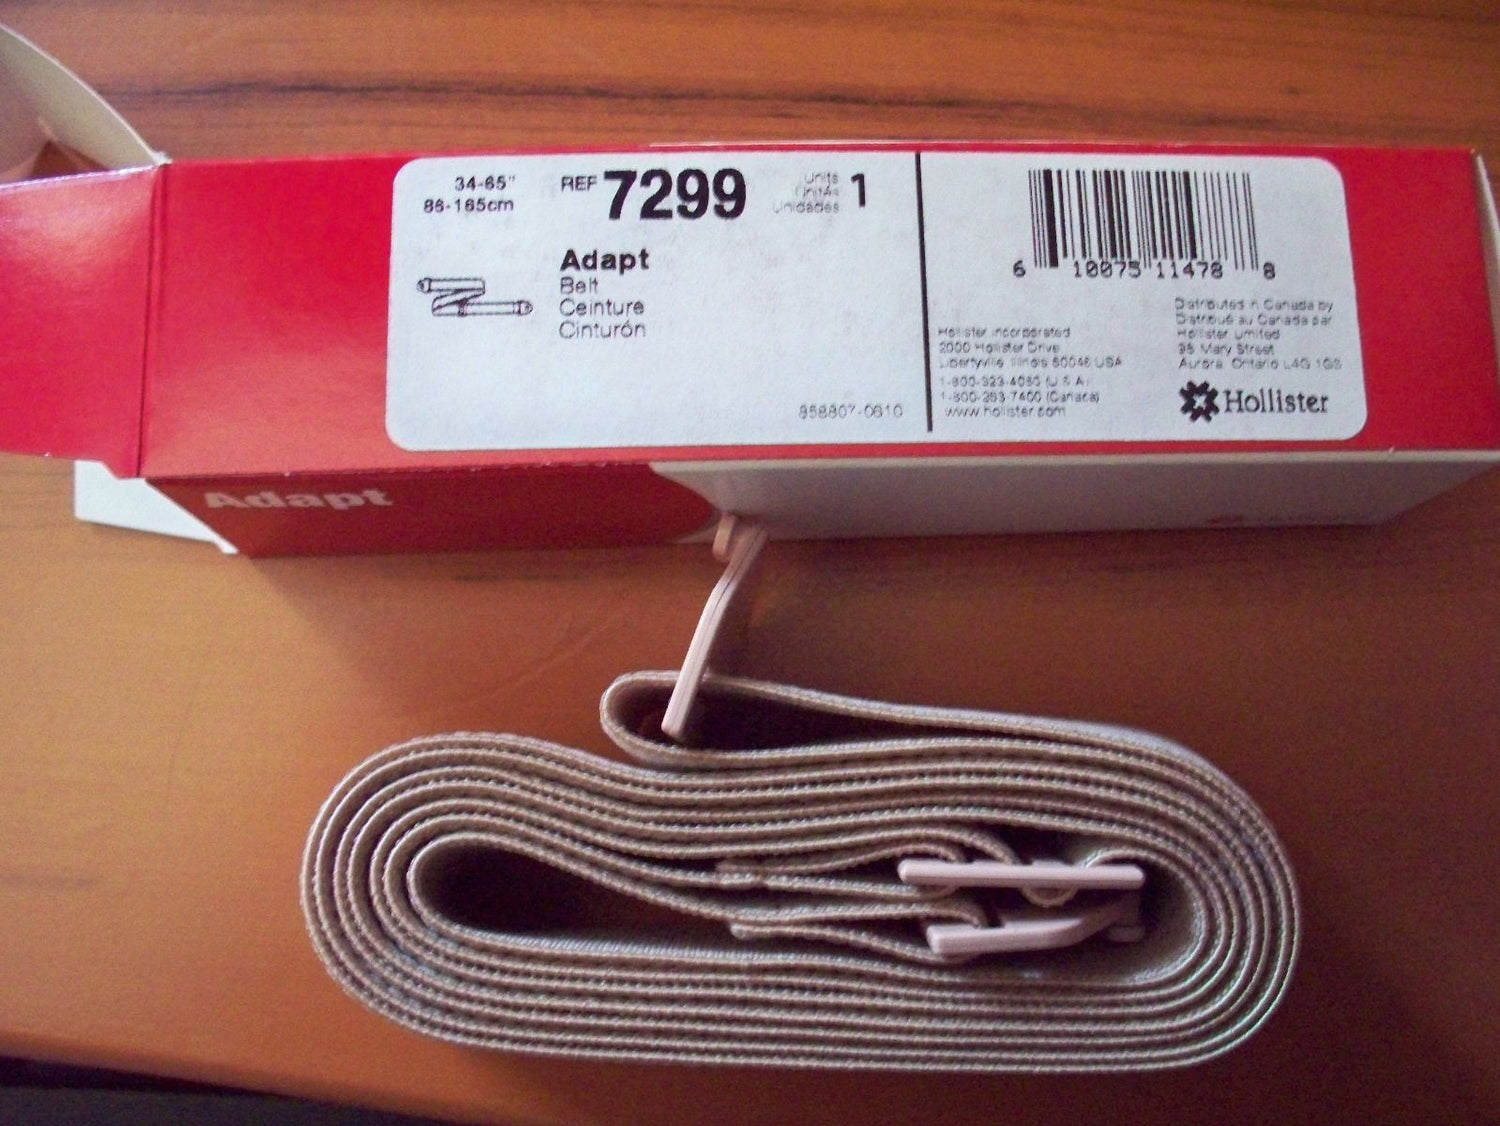 34-65"
86-165cm
REF 7299
Units
Unités
Unidades
1
Adapt
Belt
Ceinture
Cinturón
858807-0610
6 10075 11478 8
Hollister Incorporated
2000 Hollister Drive
Libertyville, Illinois 60048 USA
1-800-323-4060 (U.S.A.)
1-800-263-7400 (Canada)
www.hollister.com
Distributed in Canada by
Distribué au Canada par
Hollister Limited
95 Mary Street
Aurora, Ontario L4G 1G3
Hollister
Adapt